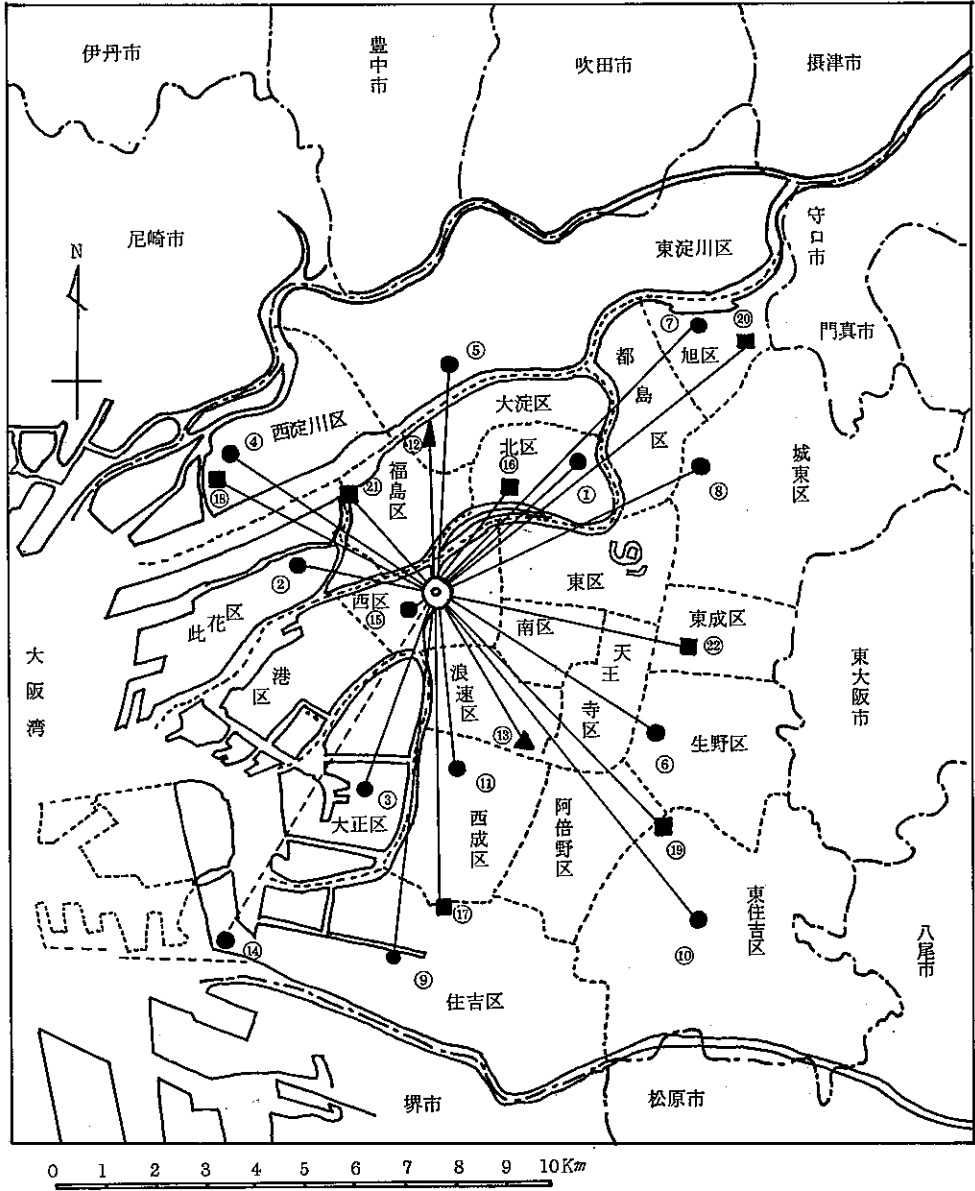 伊丹市
豊中市
吹田市
摂津市
尼崎市
N
東淀川区
守口市
門真市
⑦
⑳
旭区
都島区
⑤
大淀区
西淀川区
④
⑫
北区
⑯
①
⑧
城東区
⑱
㉑
福島区
②
此花区
西区
⑮
東区
南区
東成区
㉒
天王寺区
大阪湾
港区
浪速区
⑬
東大阪市
生野区
⑥
③
大正区
⑪
西成区
阿倍野区
⑲
東住吉区
⑩
⑰
⑭
⑨
住吉区
八尾市
堺市
松原市
0 1 2 3 4 5 6 7 8 9 10Km